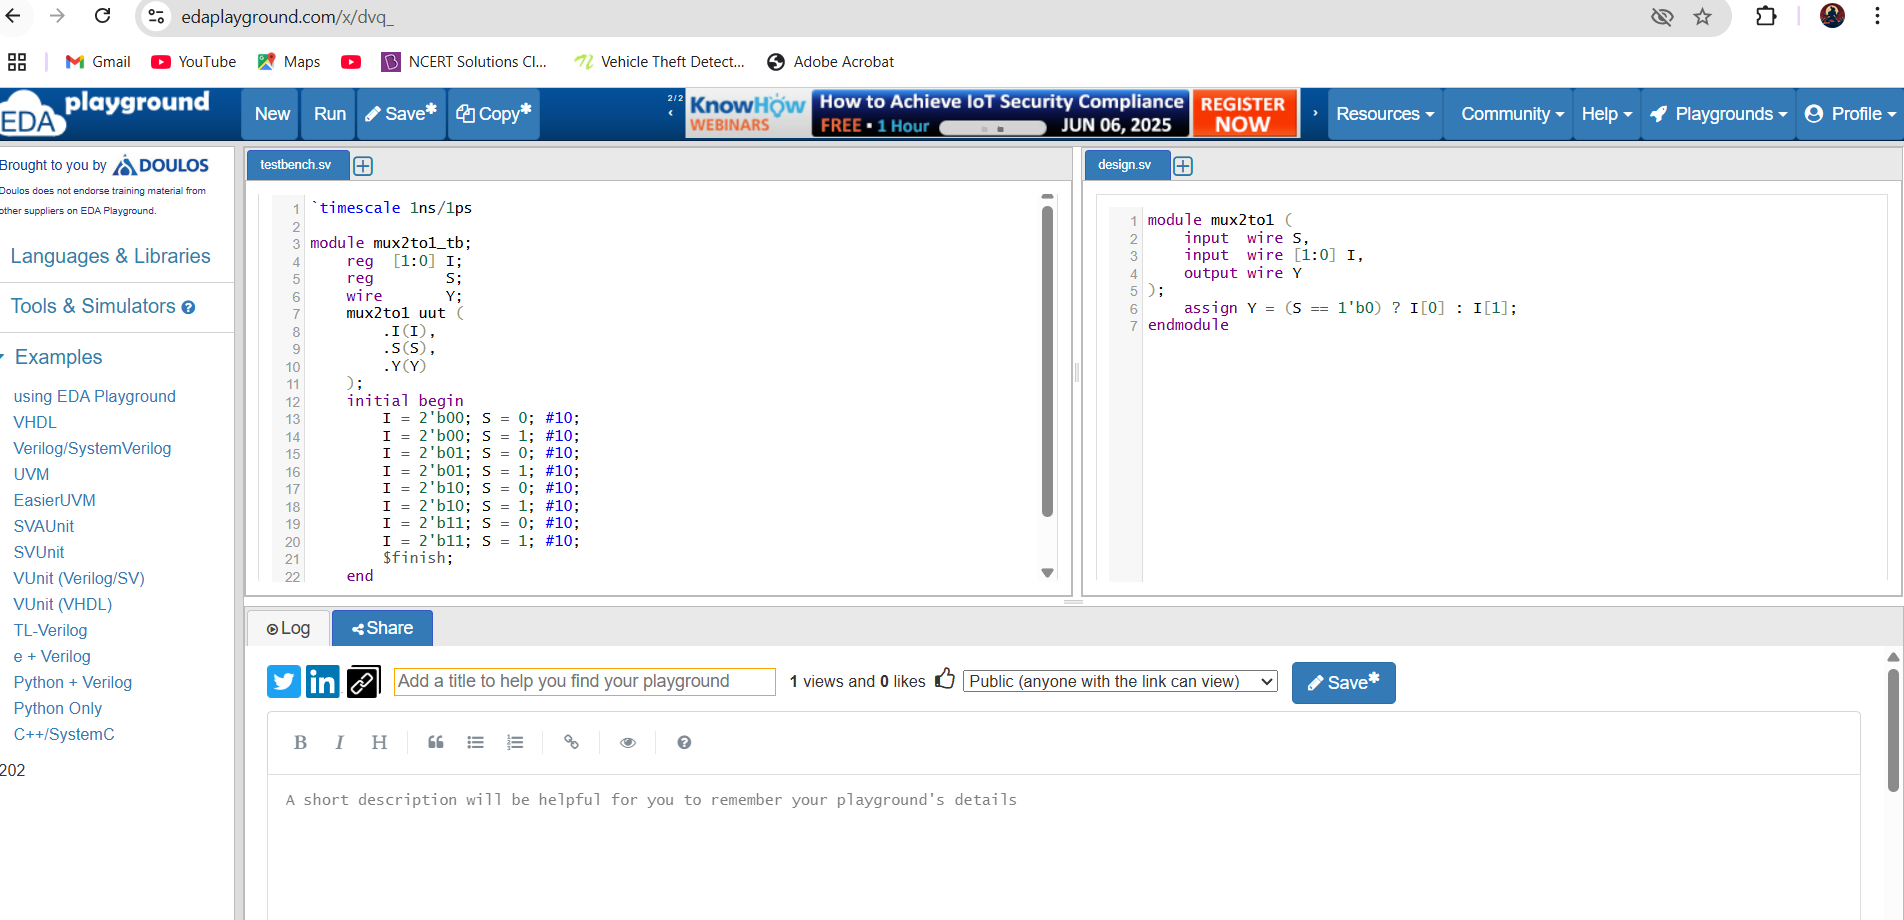 edaplayground.com/x/dvq_
Gmail
YouTube
Maps
NCERT Solutions Cl...
Vehicle Theft Detect...
Adobe Acrobat
EDA playground
New
Run
Save*
Copy*
2/2
KnowHow WEBINARS
How to Achieve IoT Security Compliance
FREE ▪ 1 Hour
JUN 06, 2025
REGISTER NOW
Resources
Community
Help
Playgrounds
Profile
Brought to you by DOULOS
Doulos does not endorse training material from
other suppliers on EDA Playground.
Languages & Libraries
Tools & Simulators
Examples
using EDA Playground
VHDL
Verilog/SystemVerilog
UVM
EasierUVM
SVAUnit
SVUnit
VUnit (Verilog/SV)
VUnit (VHDL)
TL-Verilog
e + Verilog
Python + Verilog
Python Only
C++/SystemC
202
testbench.sv
1 `timescale 1ns/1ps
2
3 module mux2to1_tb;
4     reg  [1:0] I;
5     reg        S;
6     wire       Y;
7     mux2to1 uut (
8         .I(I),
9         .S(S),
10         .Y(Y)
11     );
12     initial begin
13         I = 2'b00; S = 0; #10;
14         I = 2'b00; S = 1; #10;
15         I = 2'b01; S = 0; #10;
16         I = 2'b01; S = 1; #10;
17         I = 2'b10; S = 0; #10;
18         I = 2'b10; S = 1; #10;
19         I = 2'b11; S = 0; #10;
20         I = 2'b11; S = 1; #10;
21         $finish;
22     end
design.sv
1 module mux2to1 (
2     input  wire S,
3     input  wire [1:0] I,
4     output wire Y
5 );
6     assign Y = (S == 1'b0) ? I[0] : I[1];
7 endmodule
Log
Share
Add a title to help you find your playground
1 views and 0 likes
Public (anyone with the link can view)
Save*
B I H
A short description will be helpful for you to remember your playground's details